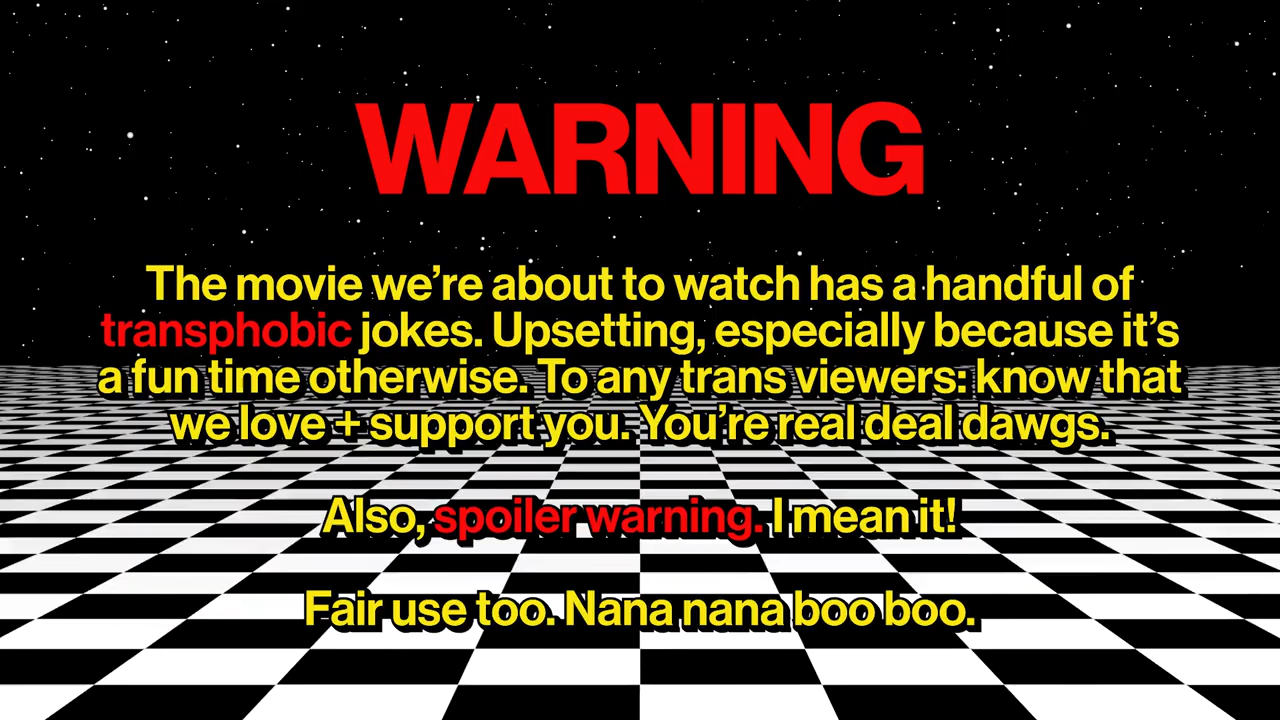 WARNING
The movie we’re about to watch has a handful of
transphobic jokes. Upsetting, especially because it’s
a fun time otherwise. To any trans viewers: know that
we love + support you. You’re real deal dawgs.
Also, spoiler warning. I mean it!
Fair use too. Nana nana boo boo.